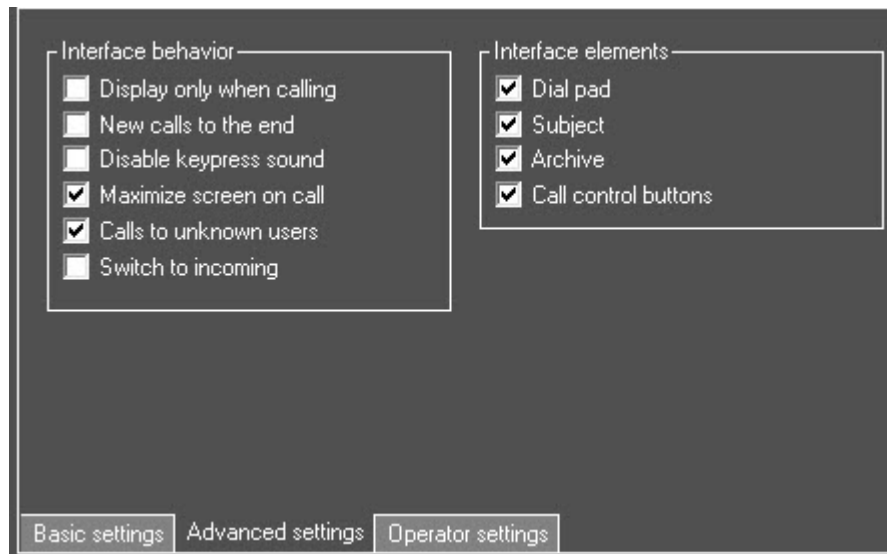 Interface behavior
Display only when calling
New calls to the end
Disable keypress sound
Maximize screen on call
Calls to unknown users
Switch to incoming
Interface elements
Dial pad
Subject
Archive
Call control buttons
Basic settings
Advanced settings
Operator settings